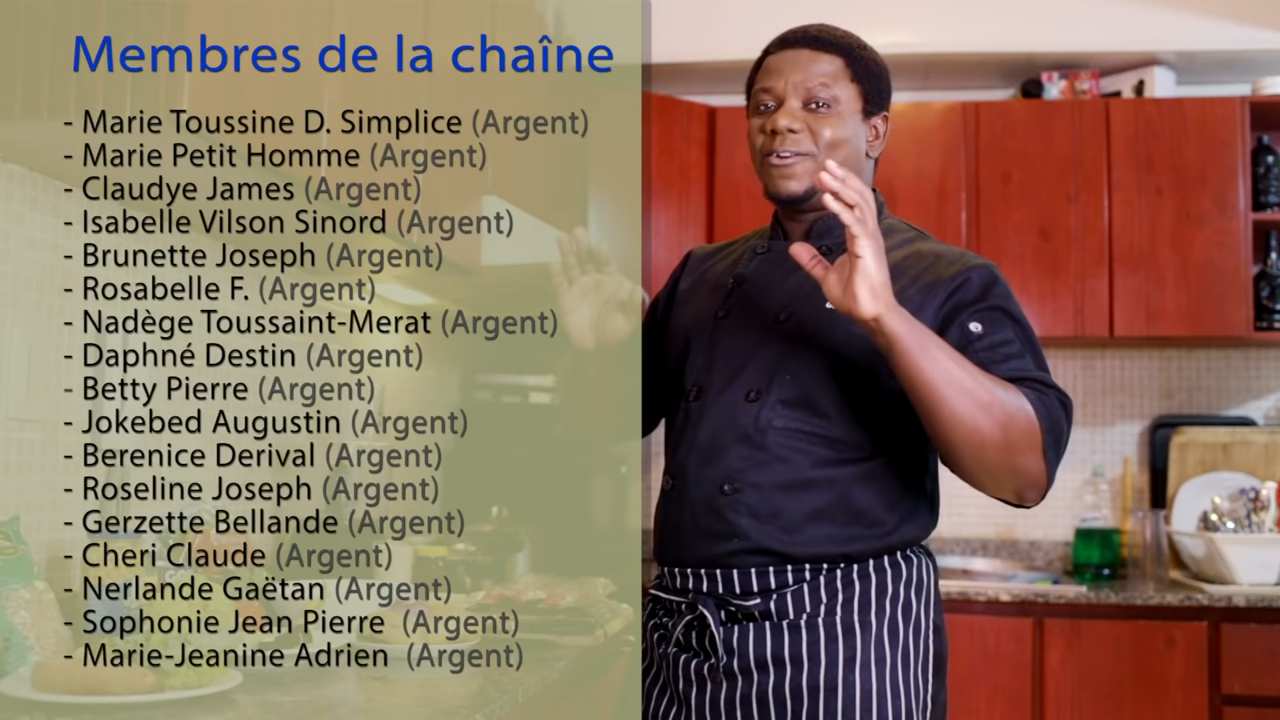 Membres de la chaîne
- Marie Toussine D. Simplice (Argent)
- Marie Petit Homme (Argent)
- Claudye James (Argent)
- Isabelle Vilson Sinord (Argent)
- Brunette Joseph (Argent)
- Rosabelle F. (Argent)
- Nadège Toussaint-Merat (Argent)
- Daphné Destin (Argent)
- Betty Pierre (Argent)
- Jokebed Augustin (Argent)
- Berenice Derival (Argent)
- Roseline Joseph (Argent)
- Gerzette Bellande (Argent)
- Cheri Claude (Argent)
- Nerlande Gaëtan (Argent)
- Sophonie Jean Pierre (Argent)
- Marie-Jeanine Adrien (Argent)